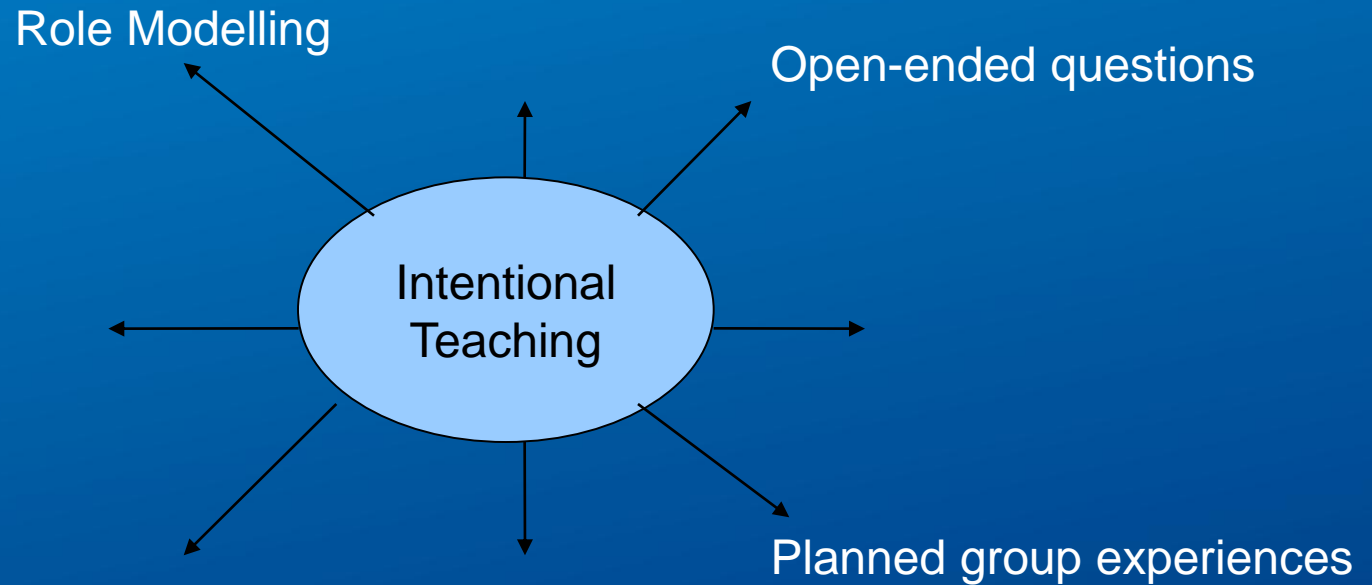 Role Modelling
Open-ended questions
Intentional
Teaching
Planned group experiences